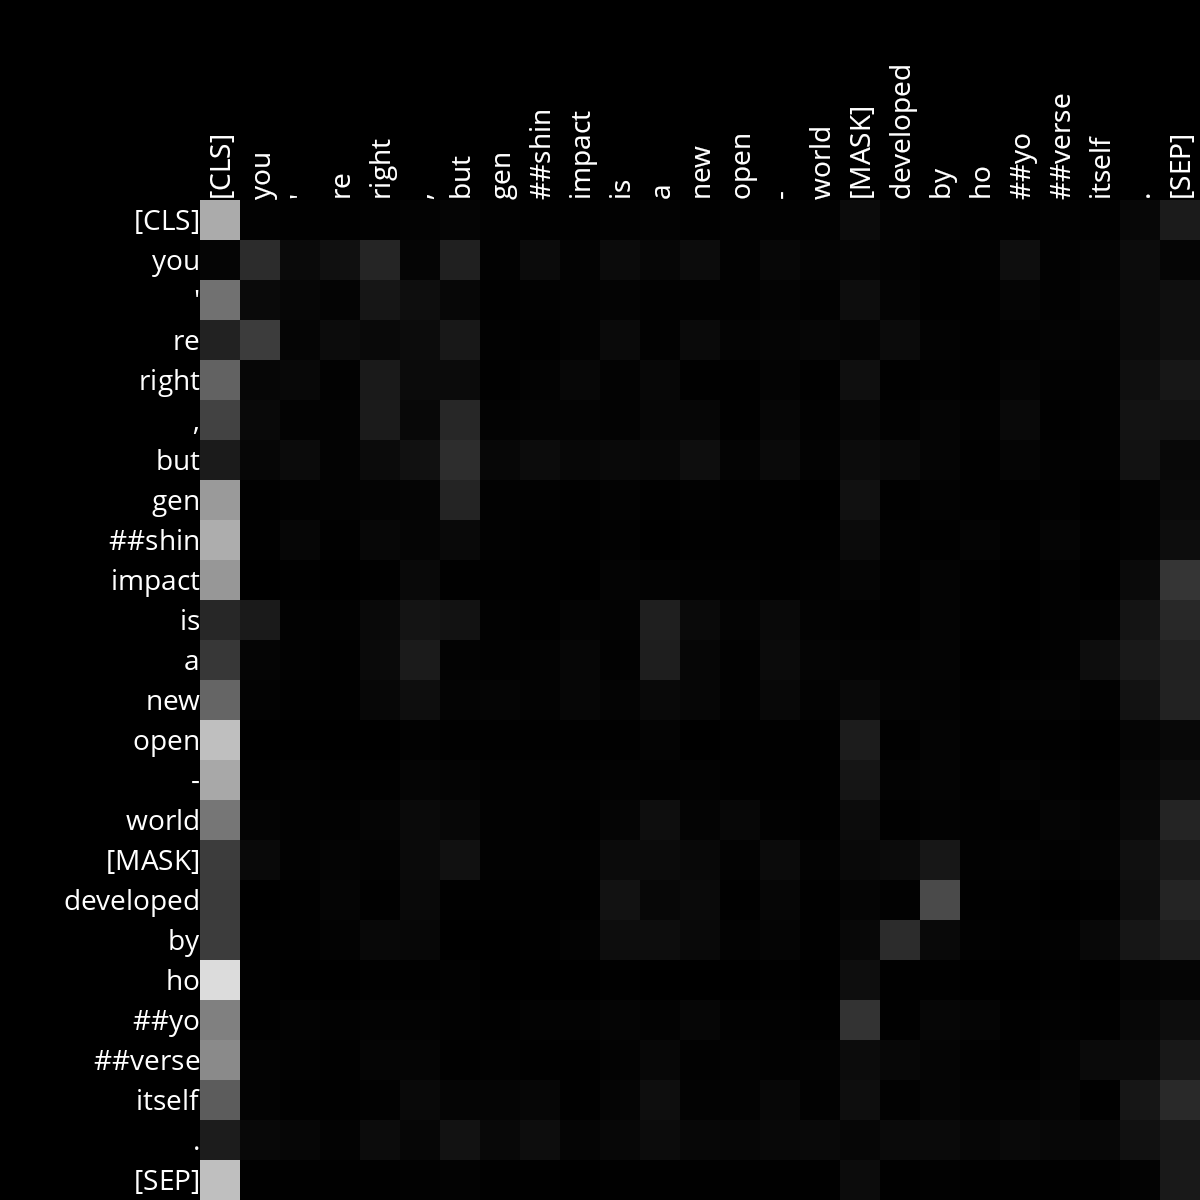 [CLS] you ' re right , but gen ##shin impact is a new open - world [MASK] developed by ho ##yo ##verse itself . [SEP]
[CLS]
you
'
re
right
,
but
gen
##shin
impact
is
a
new
open
-
world
[MASK]
developed
by
ho
##yo
##verse
itself
.
[SEP]